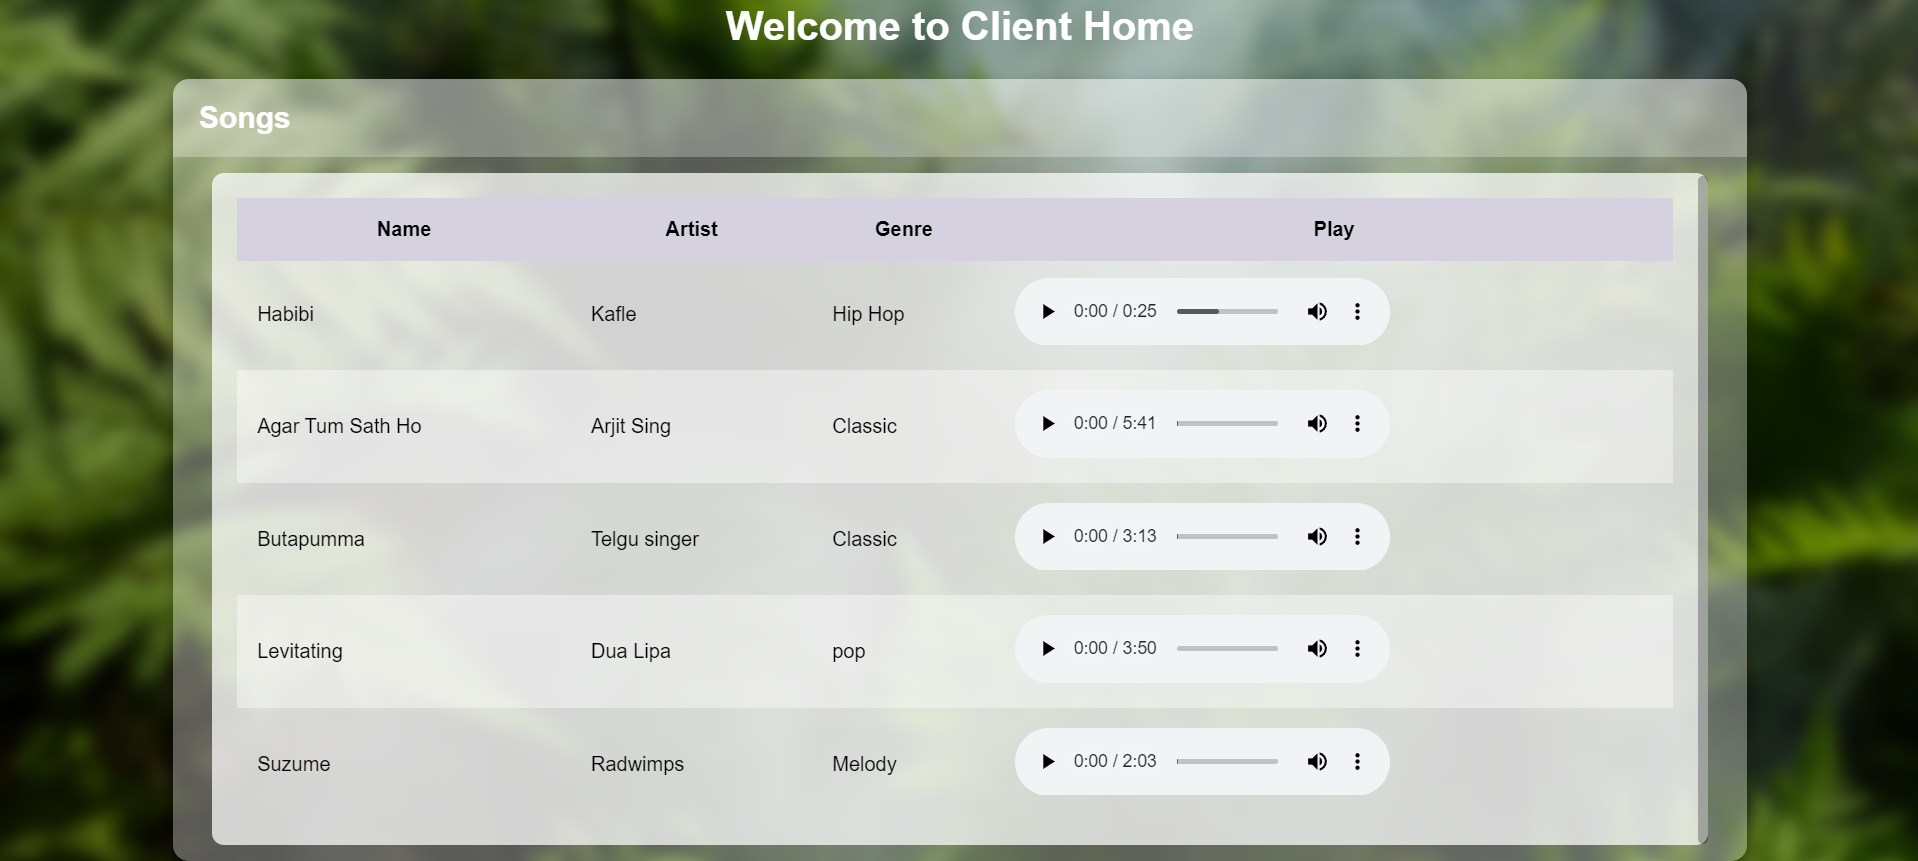 Welcome to Client Home
Songs
Name Artist Genre Play
Habibi Kafle Hip Hop 0:00 / 0:25
Agar Tum Sath Ho Arjit Sing Classic 0:00 / 5:41
Butapumma Telgu singer Classic 0:00 / 3:13
Levitating Dua Lipa pop 0:00 / 3:50
Suzume Radwimps Melody 0:00 / 2:03